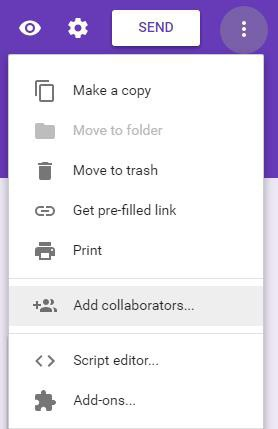 SEND
Make a copy
Move to folder
Move to trash
Get pre-filled link
Print
Add collaborators...
Script editor...
Add-ons...